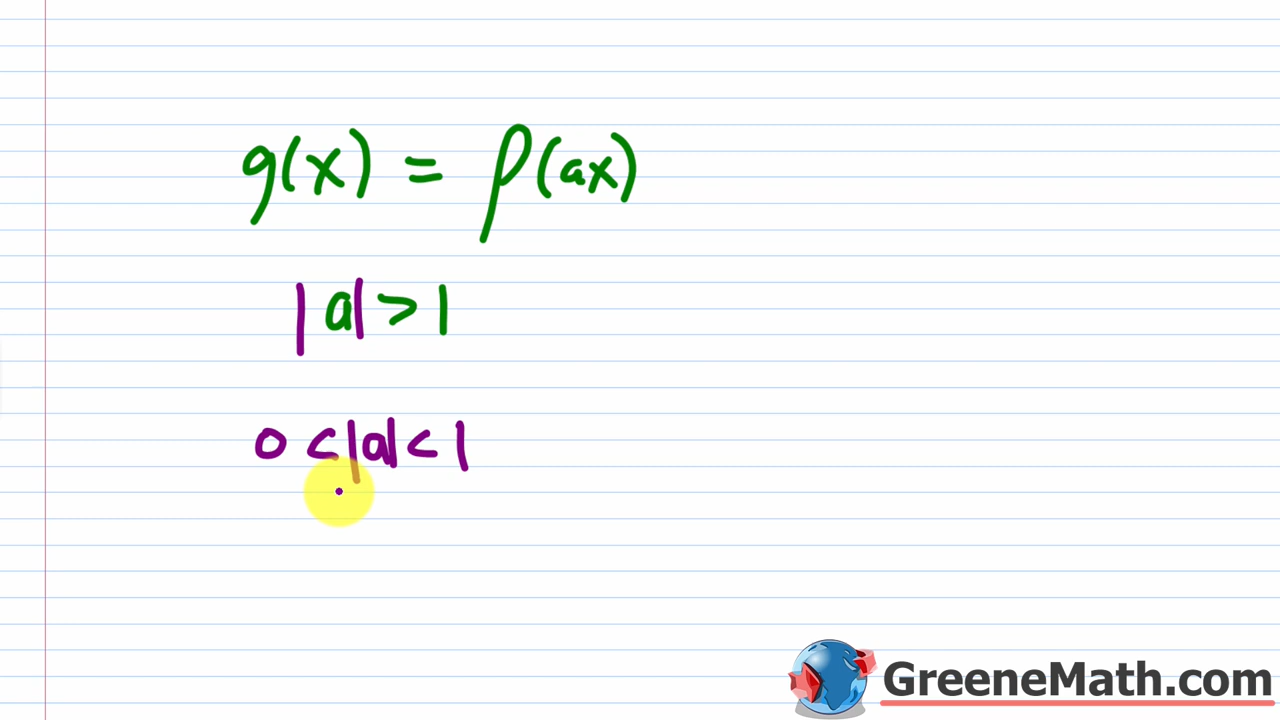 g(x) = f(ax)
|a| > 1
0 < |a| < 1
GreeneMath.com